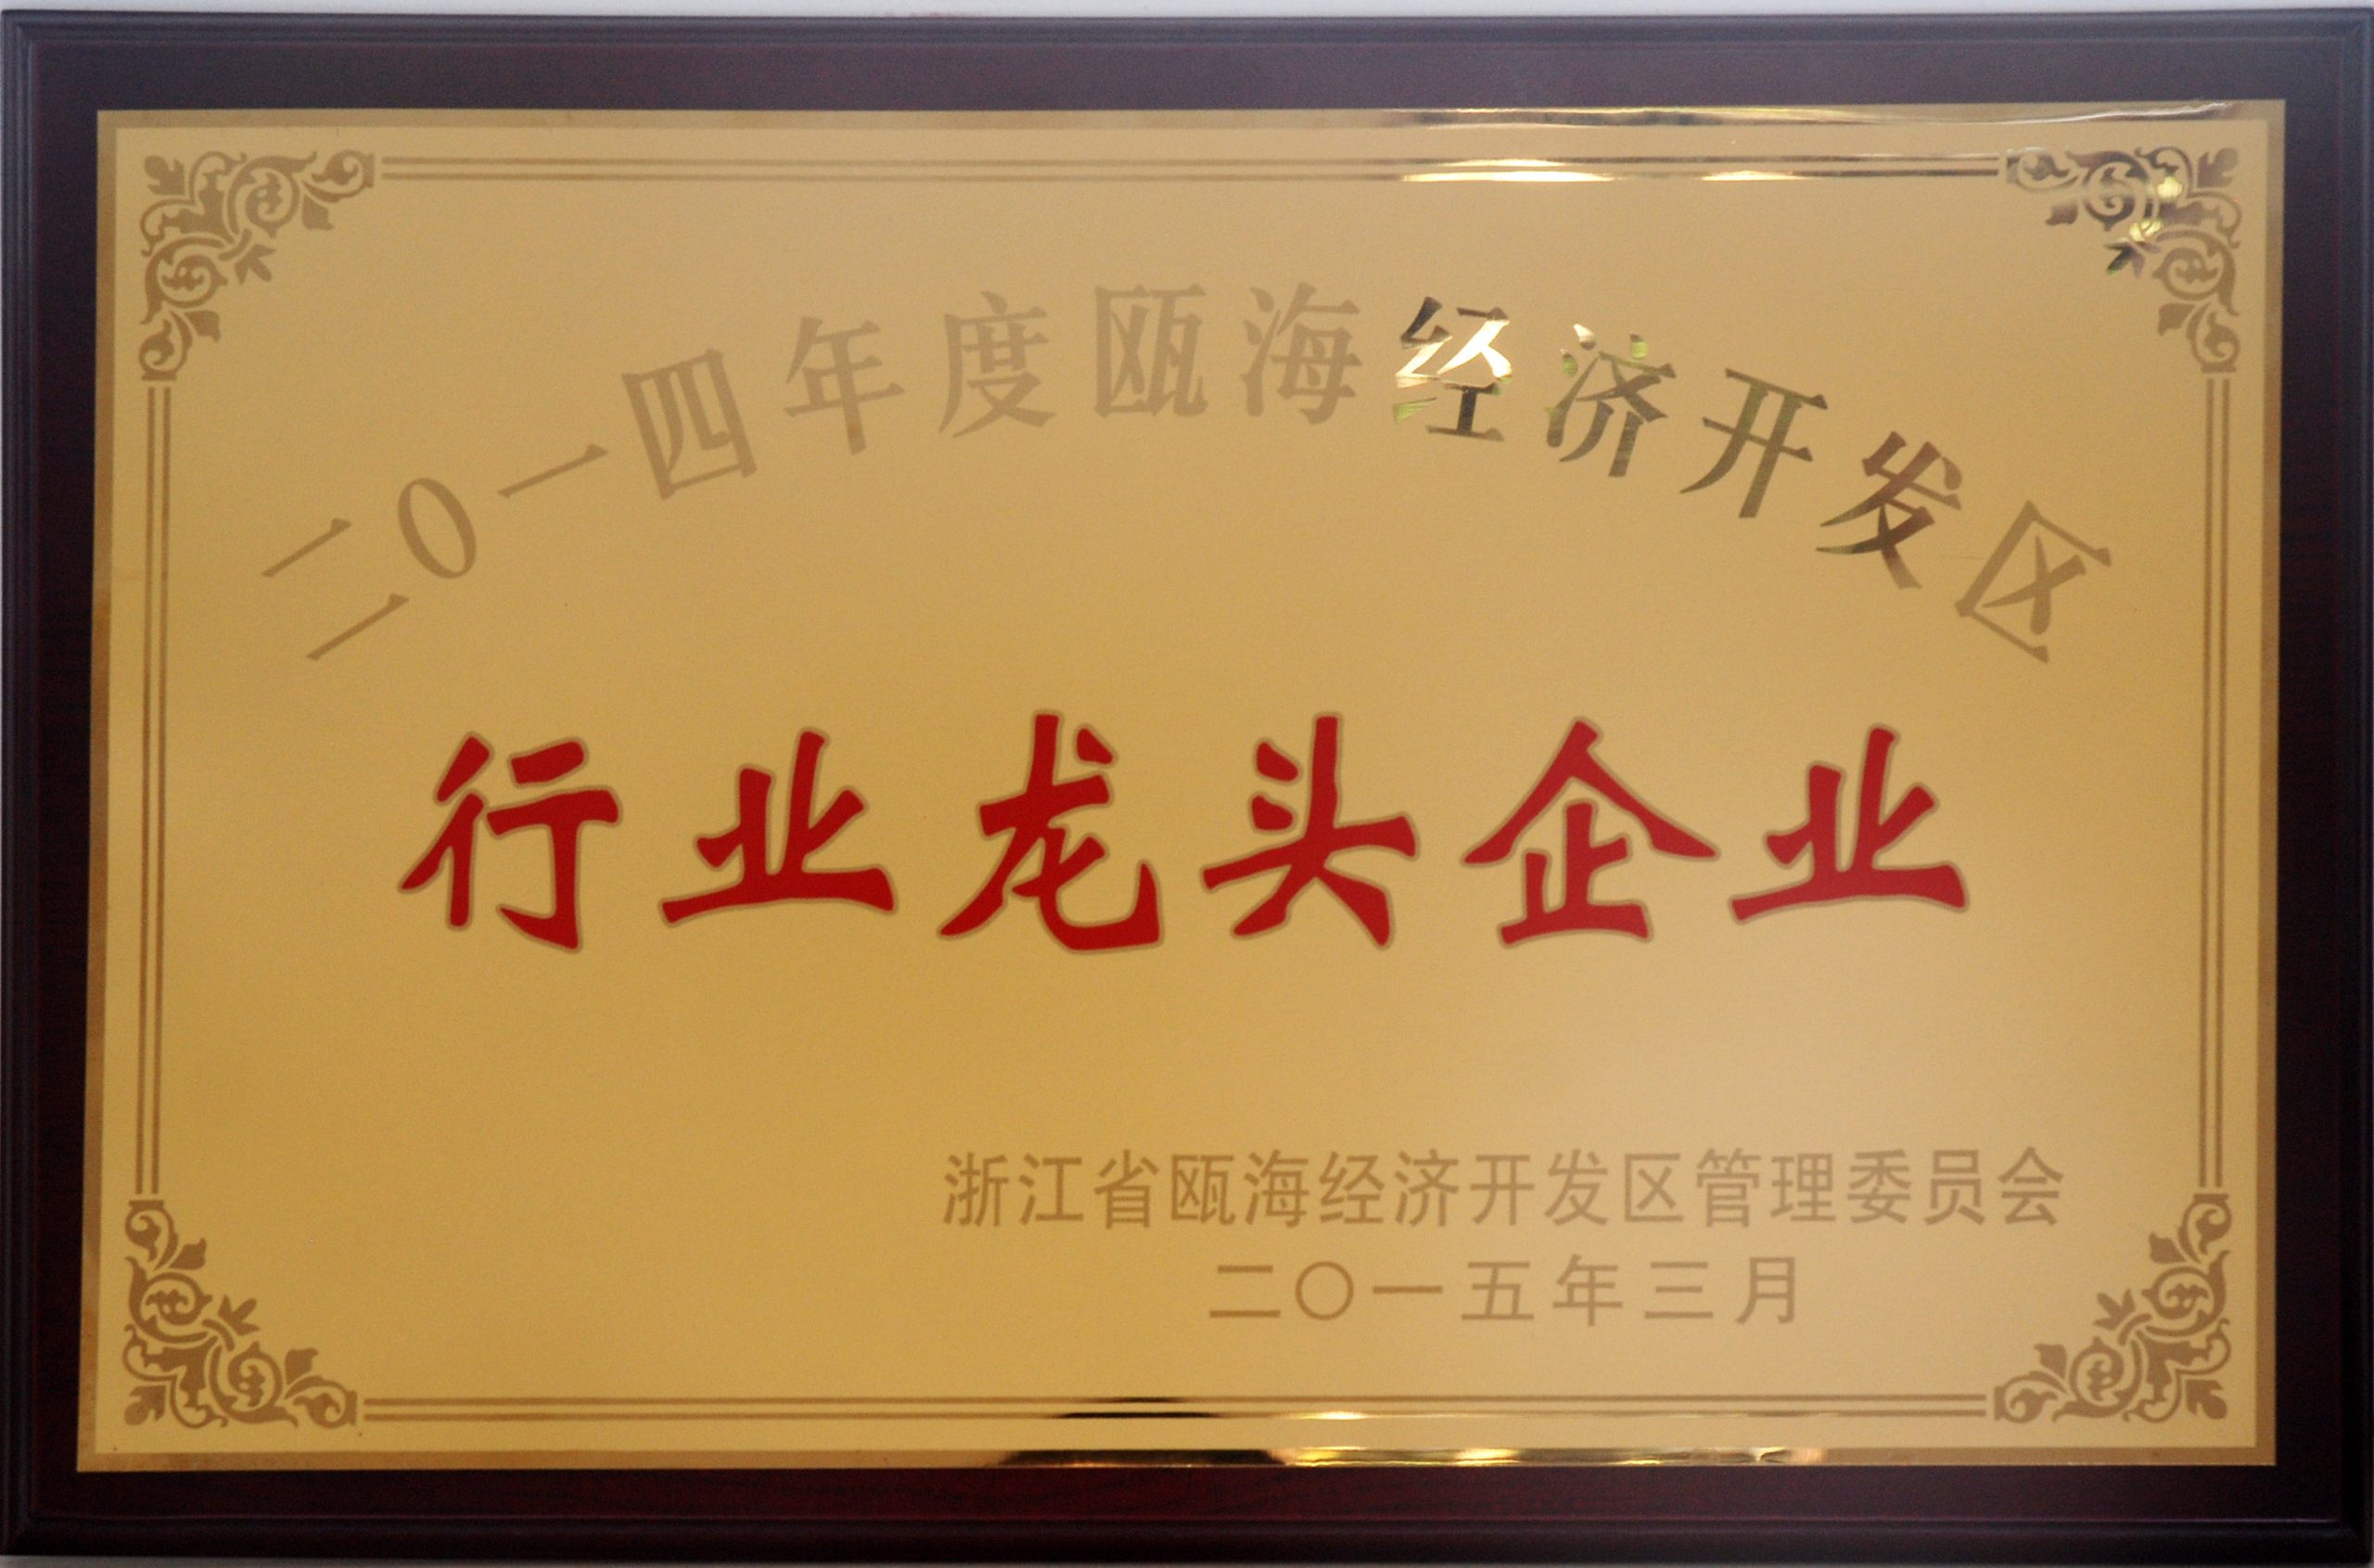 二0一四年度瓯海经济开发区
行业龙头企业
浙江省瓯海经济开发区管理委员会
二〇一五年三月